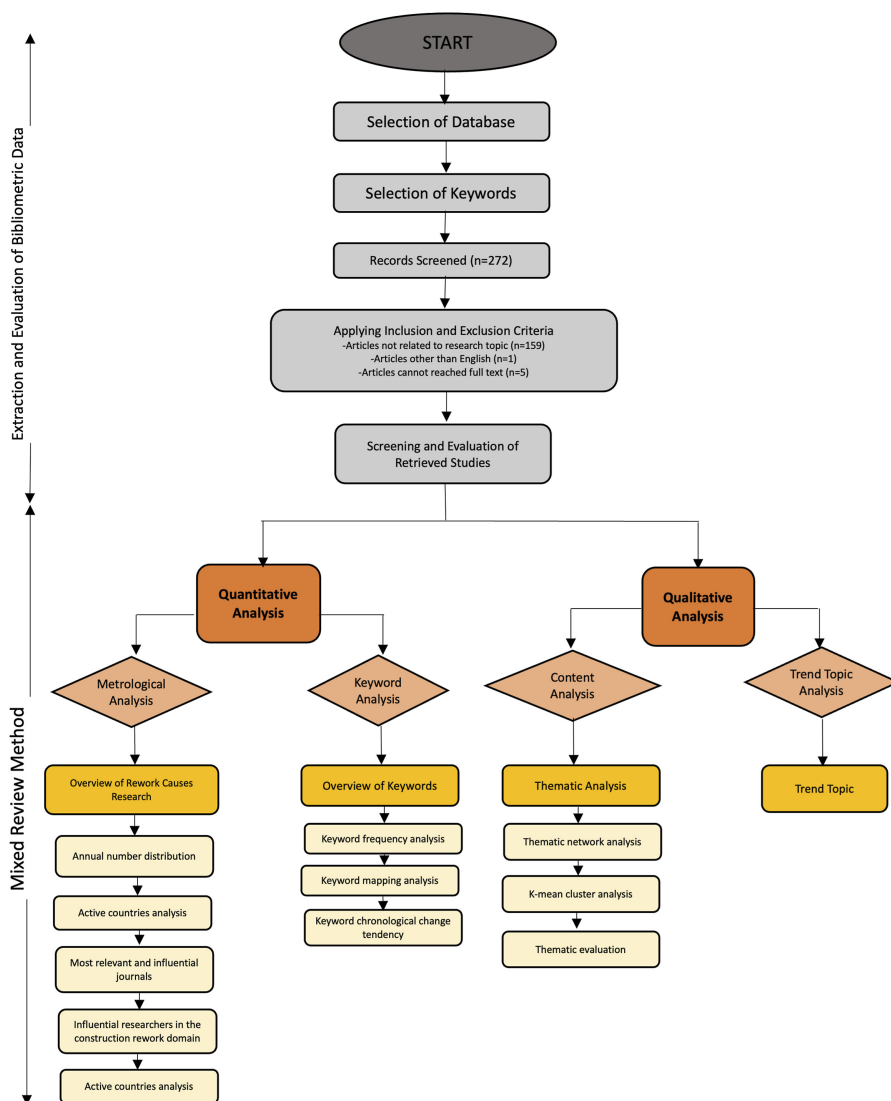 START
Selection of Database
Selection of Keywords
Records Screened (n=272)
Applying Inclusion and Exclusion Criteria
-Articles not related to research topic (n=159)
-Articles other than English (n=1)
-Articles cannot reached full text (n=5)
Screening and Evaluation of
Retrieved Studies
Extraction and Evaluation of Bibliometric Data
Mixed Review Method
Quantitative
Analysis
Qualitative
Analysis
Metrological
Analysis
Keyword
Analysis
Content
Analysis
Trend Topic
Analysis
Overview of Rework Causes
Research
Annual number distribution
Active countries analysis
Most relevant and influential
journals
Influential researchers in the
construction rework domain
Active countries analysis
Overview of Keywords
Keyword frequency analysis
Keyword mapping analysis
Keyword chronological change
tendency
Thematic Analysis
Thematic network analysis
K-mean cluster analysis
Thematic evaluation
Trend Topic